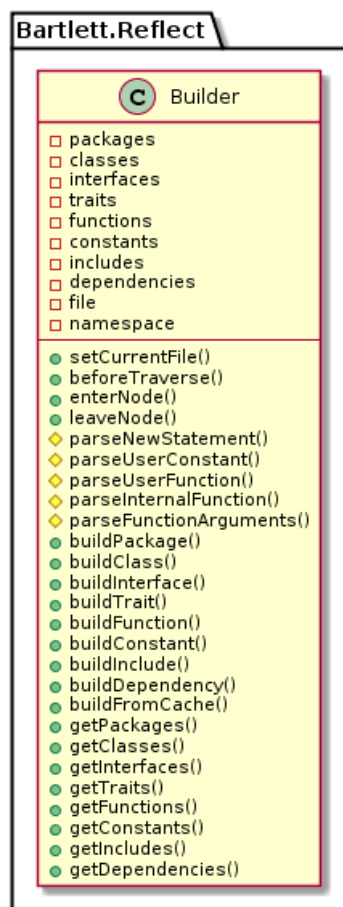 Bartlett.Reflect
C Builder
packages
classes
interfaces
traits
functions
constants
includes
dependencies
file
namespace
setCurrentFile()
beforeTraverse()
enterNode()
leaveNode()
parseNewStatement()
parseUserConstant()
parseUserFunction()
parseInternalFunction()
parseFunctionArguments()
buildPackage()
buildClass()
buildInterface()
buildTrait()
buildFunction()
buildConstant()
buildInclude()
buildDependency()
buildFromCache()
getPackages()
getClasses()
getInterfaces()
getTraits()
getFunctions()
getConstants()
getIncludes()
getDependencies()